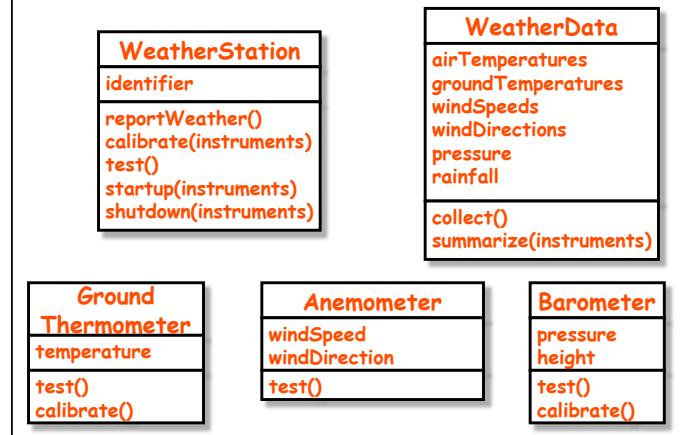 WeatherStation
identifier
reportWeather()
calibrate(instruments)
test()
startup(instruments)
shutdown(instruments)
WeatherData
airTemperatures
groundTemperatures
windSpeeds
windDirections
pressure
rainfall
collect()
summarize(instruments)
Ground
Thermometer
temperature
test()
calibrate()
Anemometer
windSpeed
windDirection
test()
Barometer
pressure
height
test()
calibrate()